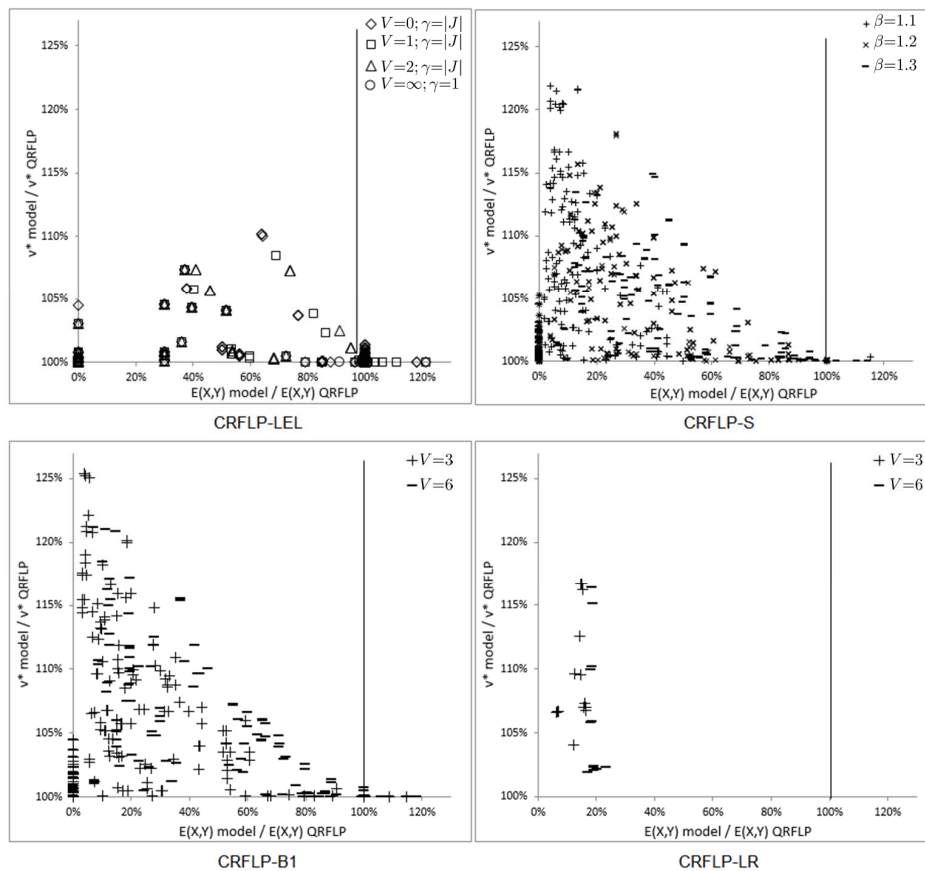 V=0;γ=|J|
V=1;γ=|J|
V=2;γ=|J|
V=∞;γ=1
125%
120%
115%
110%
105%
100%
v* model / v* QRFLP
0% 20% 40% 60% 80% 100% 120%
E(X,Y) model / E(X,Y) QRFLP
CRFLP-LEL
β=1.1
β=1.2
β=1.3
125%
120%
115%
110%
105%
100%
v* model / v* QRFLP
0% 20% 40% 60% 80% 100% 120%
E(X,Y) model / E(X,Y) QRFLP
CRFLP-S
V=3
V=6
125%
120%
115%
110%
105%
100%
v* model / v* QRFLP
0% 20% 40% 60% 80% 100% 120%
E(X,Y) model / E(X,Y) QRFLP
CRFLP-B1
V=3
V=6
125%
120%
115%
110%
105%
100%
v* model / v* QRFLP
0% 20% 40% 60% 80% 100% 120%
E(X,Y) model / E(X,Y) QRFLP
CRFLP-LR